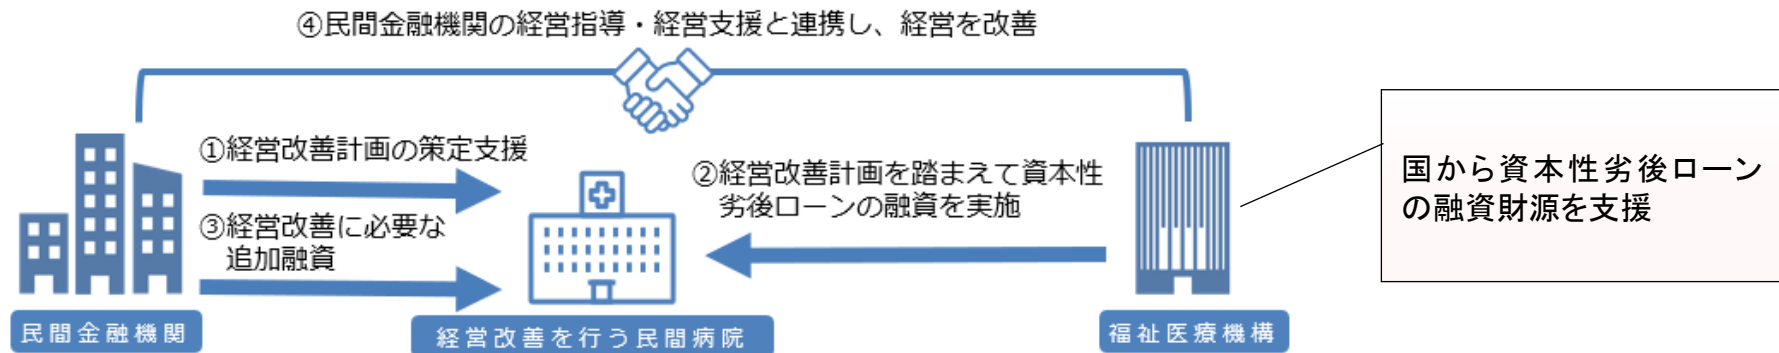 ④民間金融機関の経営指導・経営支援と連携し、経営を改善
①経営改善計画の策定支援
③経営改善に必要な
追加融資
②経営改善計画を踏まえて資本性
劣後ローンの融資を実施
国から資本性劣後ローン
の融資財源を支援
民間金融機関
経営改善を行う民間病院
福祉医療機構